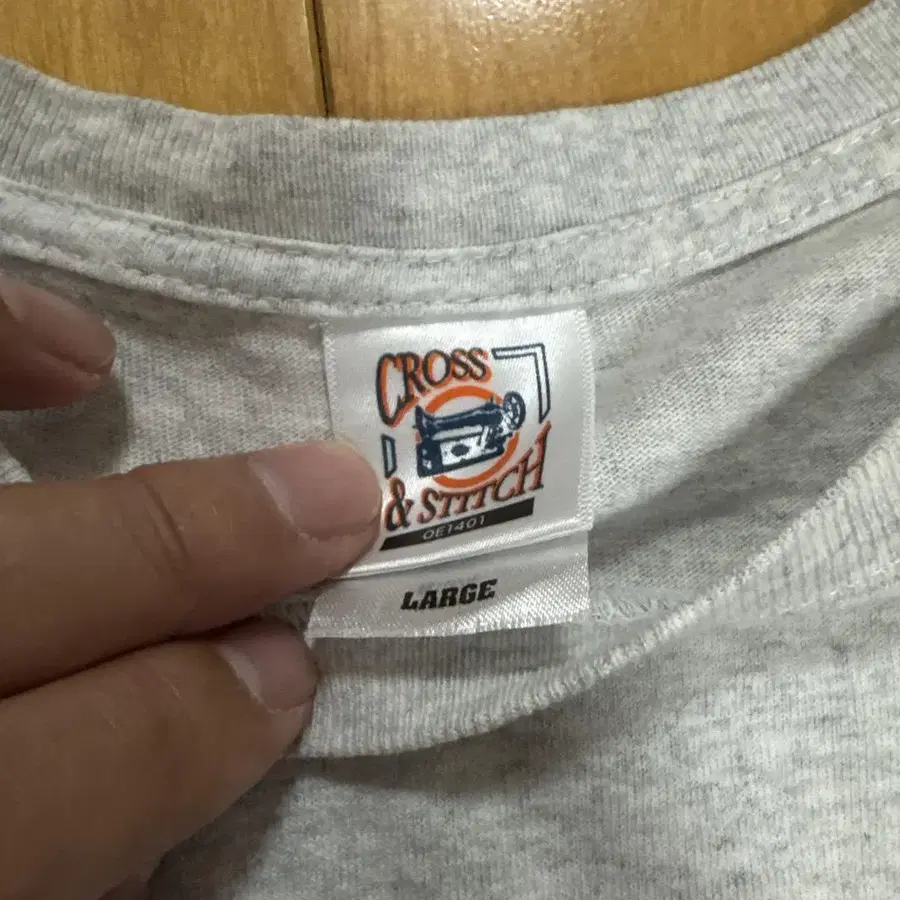 CROSS
& STITCH
OE1401
LARGE